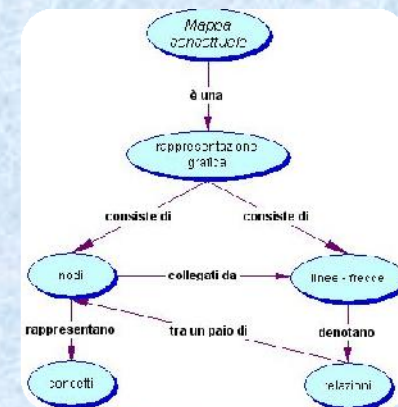 Mappa
concettuale
è una
rappresentazione
grafica
consiste di
consiste di
nodi
collegati da
linee - frecce
rappresentano
tra un paio di
denotano
concetti
relazioni